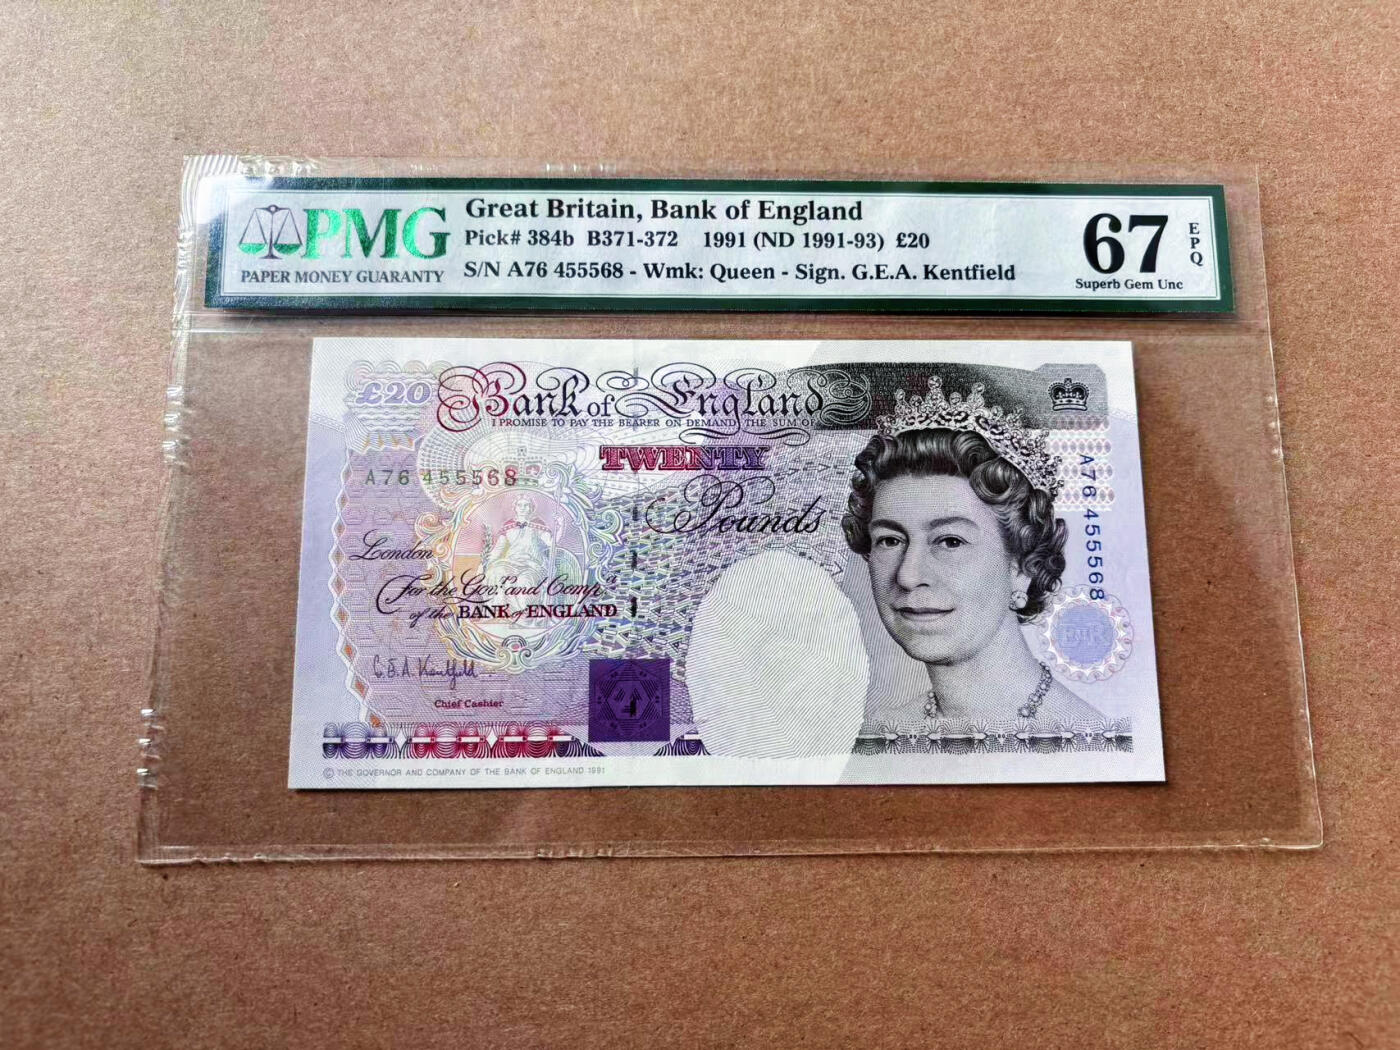 PMG
PAPER MONEY GUARANTY
Great Britain, Bank of England
Pick# 384b B371-372 1991 (ND 1991-93) £20
S/N A76 455568 - Wmk: Queen - Sign. G.E.A. Kentfield
67
EPQ
Superb Gem Unc
£20
Bank of England
I PROMISE TO PAY THE BEARER ON DEMAND THE SUM OF
TWENTY
Pounds
A76 455568
A76 455568
London
For the Gov.r and Comp.a
of the BANK of ENGLAND
G.E.A. Kentfield
Chief Cashier
E II R
© THE GOVERNOR AND COMPANY OF THE BANK OF ENGLAND 1991